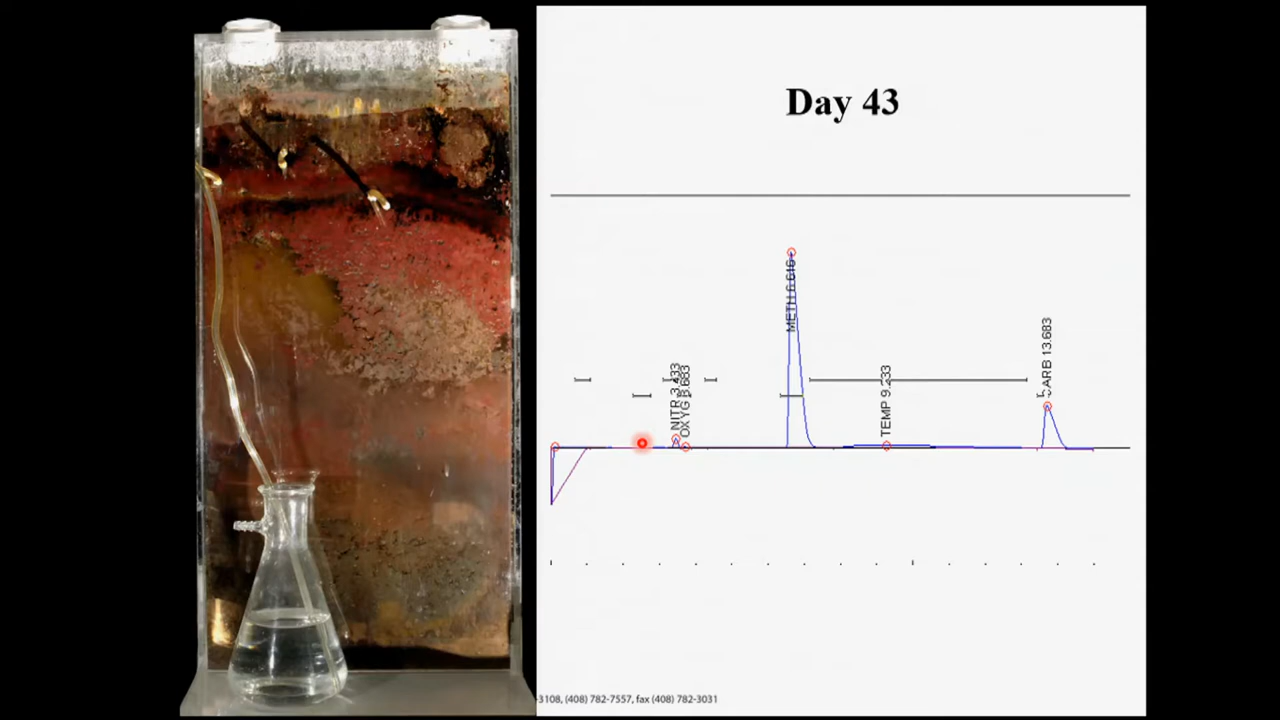 Day 43
METH 6.616
NITR 3.433
OXYG 3.683
TEMP 9.233
CARB 13.683
-3108, (408) 782-7557, fax (408) 782-3031